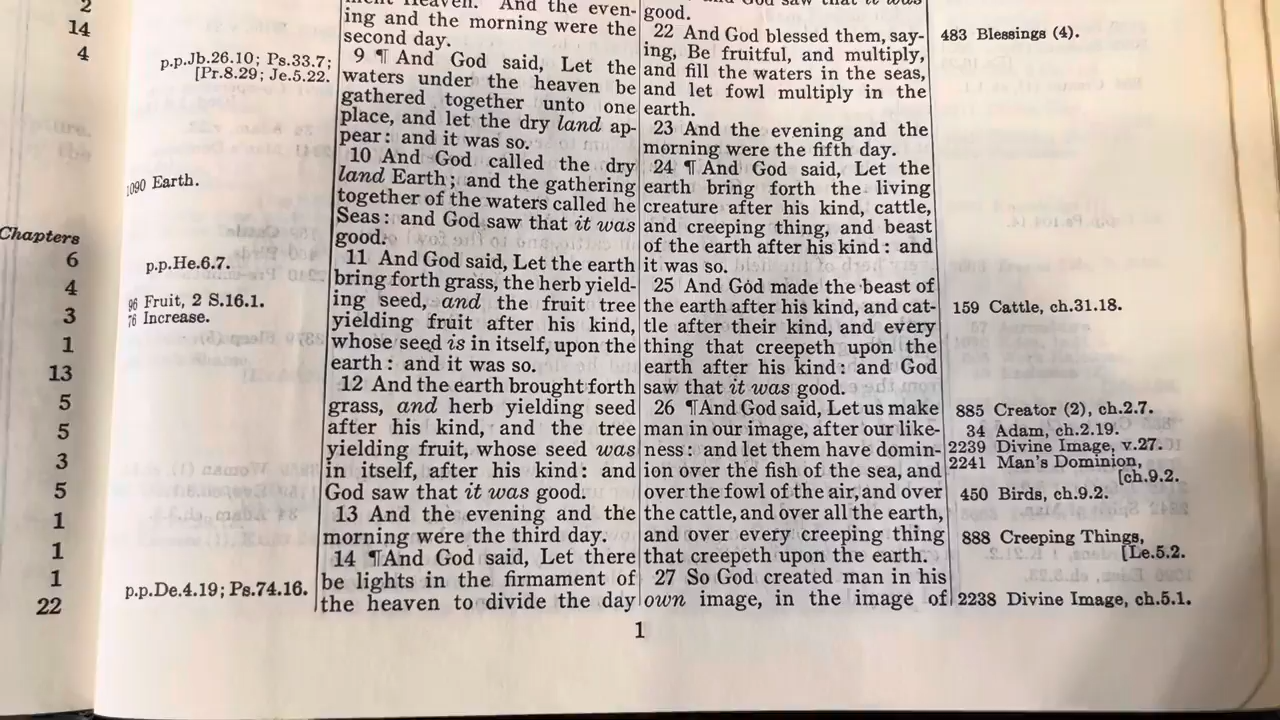 2
14
4
Chapters
6
4
3
1
13
5
5
3
5
1
1
1
22
p.p.Jb.26.10; Ps.33.7;
[Pr.8.29; Je.5.22.
1090 Earth.
p.p.He.6.7.
96 Fruit, 2 S.16.1.
76 Increase.
p.p.De.4.19; Ps.74.16.
Heaven. And the even-
ing and the morning were the
second day.
9 ¶ And God said, Let the
waters under the heaven be
gathered together unto one
place, and let the dry land ap-
pear: and it was so.
10 And God called the dry
land Earth; and the gathering
together of the waters called he
Seas: and God saw that it was
good.
11 And God said, Let the earth
bring forth grass, the herb yield-
ing seed, and the fruit tree
yielding fruit after his kind,
whose seed is in itself, upon the
earth: and it was so.
12 And the earth brought forth
grass, and herb yielding seed
after his kind, and the tree
yielding fruit, whose seed was
in itself, after his kind: and
God saw that it was good.
13 And the evening and the
morning were the third day.
14 ¶And God said, Let there
be lights in the firmament of
the heaven to divide the day
God saw that it was
good.
22 And God blessed them, say-
ing, Be fruitful, and multiply,
and fill the waters in the seas,
and let fowl multiply in the
earth.
23 And the evening and the
morning were the fifth day.
24 ¶ And God said, Let the
earth bring forth the living
creature after his kind, cattle,
and creeping thing, and beast
of the earth after his kind: and
it was so.
25 And God made the beast of
the earth after his kind, and cat-
tle after their kind, and every
thing that creepeth upon the
earth after his kind: and God
saw that it was good.
26 ¶And God said, Let us make
man in our image, after our like-
ness: and let them have domin-
ion over the fish of the sea, and
over the fowl of the air, and over
the cattle, and over all the earth,
and over every creeping thing
that creepeth upon the earth.
27 So God created man in his
own image, in the image of
483 Blessings (4).
159 Cattle, ch.31.18.
885 Creator (2), ch.2.7.
34 Adam, ch.2.19.
2239 Divine Image, v.27.
2241 Man's Dominion,
[ch.9.2.
450 Birds, ch.9.2.
888 Creeping Things,
[Le.5.2.
2238 Divine Image, ch.5.1.
1